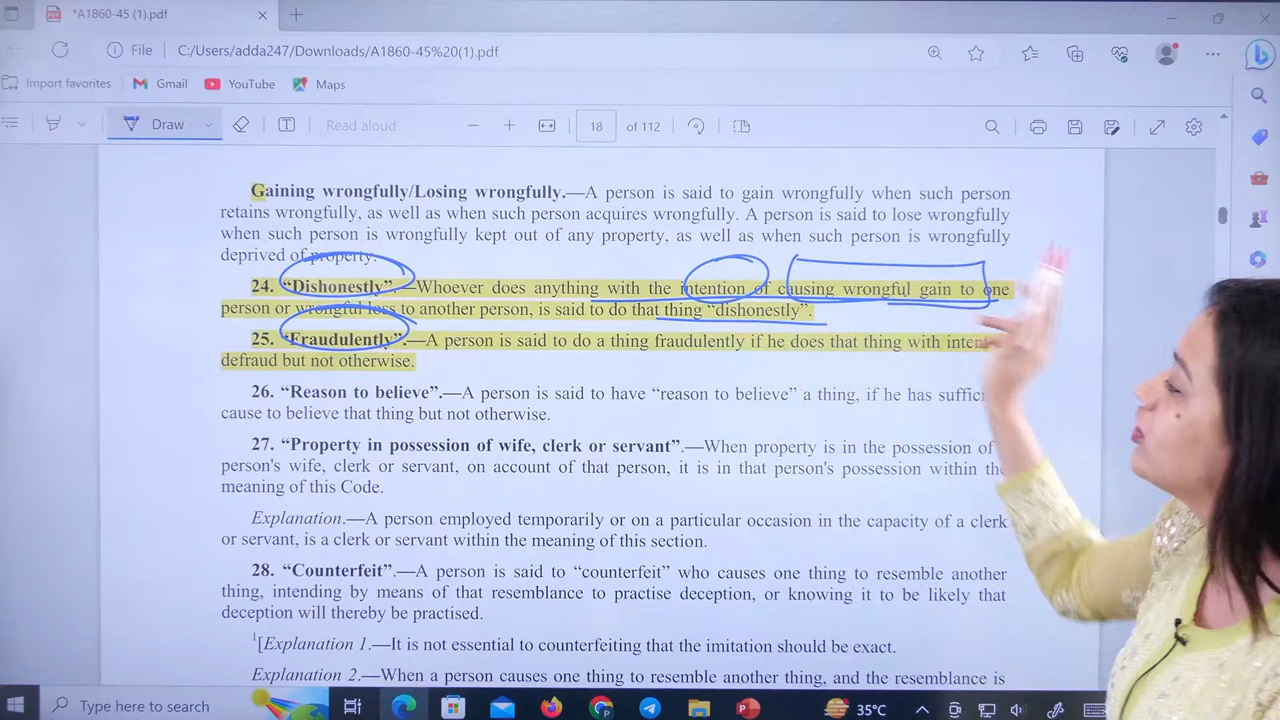 *A1860-45 (1).pdf
File C:/Users/adda247/Downloads/A1860-45%20(1).pdf
Import favorites Gmail YouTube Maps
Draw Read aloud 18 of 112
Gaining wrongfully/Losing wrongfully.—A person is said to gain wrongfully when such person
retains wrongfully, as well as when such person acquires wrongfully. A person is said to lose wrongfully
when such person is wrongfully kept out of any property, as well as when such person is wrongfully
deprived of property.
24. “Dishonestly”.—Whoever does anything with the intention of causing wrongful gain to one
person or wrongful loss to another person, is said to do that thing “dishonestly”.
25. “Fraudulently”.—A person is said to do a thing fraudulently if he does that thing with
defraud but not otherwise.
26. “Reason to believe”.—A person is said to have “reason to believe” a thing, if he has
cause to believe that thing but not otherwise.
27. “Property in possession of wife, clerk or servant”.—When property is in the possession of
person's wife, clerk or servant, on account of that person, it is in that person's possession within the
meaning of this Code.
Explanation.—A person employed temporarily or on a particular occasion in the capacity of a clerk
or servant, is a clerk or servant within the meaning of this section.
28. “Counterfeit”.—A person is said to “counterfeit” who causes one thing to resemble another
thing, intending by means of that resemblance to practise deception, or knowing it to be likely that
deception will thereby be practised.
1[Explanation 1.—It is not essential to counterfeiting that the imitation should be exact.
Explanation 2.—When a person causes one thing to resemble another thing, and the resemblance is
Type here to search 35°C